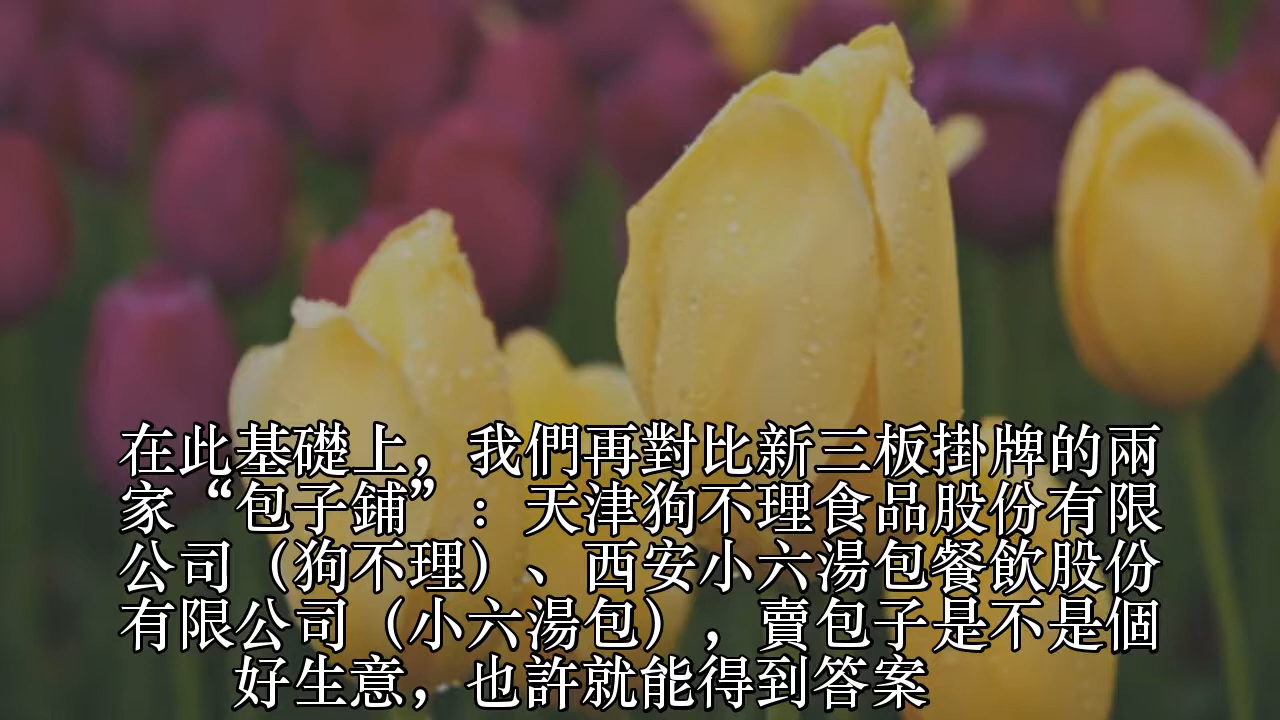 在此基礎上，我們再對比新三板掛牌的兩
家“包子鋪”：天津狗不理食品股份有限
公司（狗不理）、西安小六湯包餐飲股份
有限公司（小六湯包），賣包子是不是個
好生意，也許就能得到答案